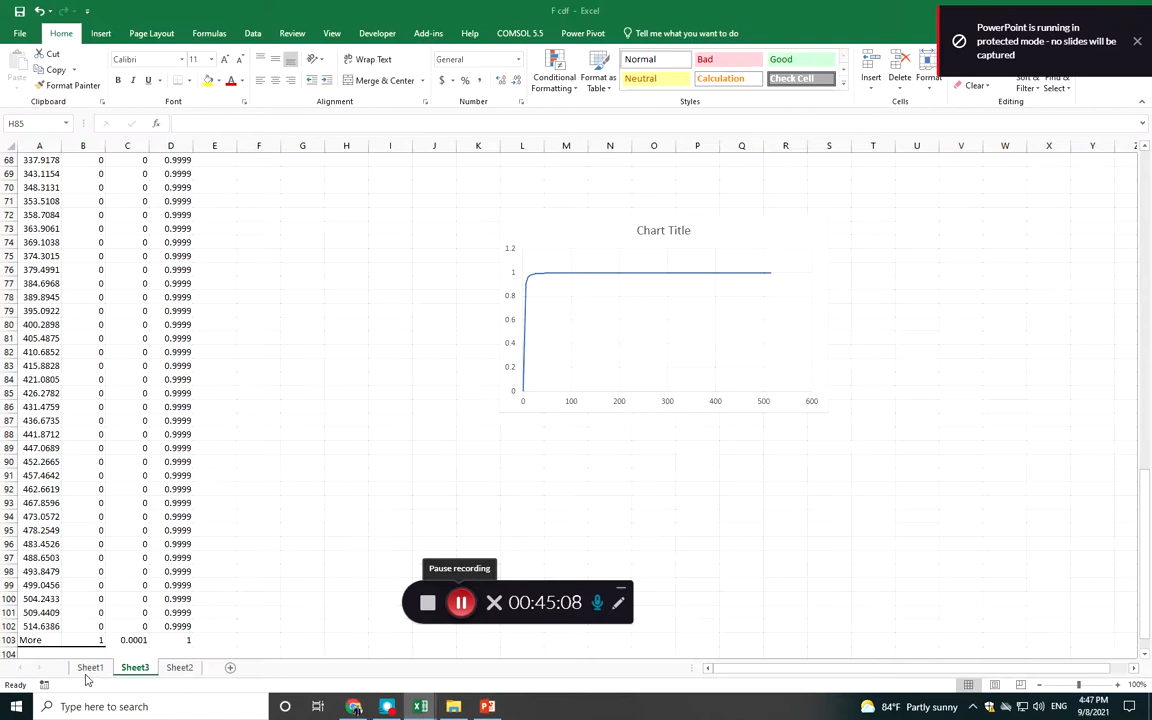 F cdf - Excel
File Home Insert Page Layout Formulas Data Review View Developer Add-ins Help COMSOL 5.5 Power Pivot Tell me what you want to do
PowerPoint is running in
protected mode - no slides will be
captured
Paste Cut
Copy
Format Painter
Calibri 11
B I U
Wrap Text
Merge & Center
General
$ % ,
Conditional
Formatting
Format as
Table
Normal Bad Good
Neutral Calculation Check Cell
Insert Delete Format
Clear
Filter Select
Clipboard Font Alignment Number Styles Cells Editing
H85 fx
A B C D E F G H I J K L M N O P Q R S T U V W X Y Z
68 337.9178 0 0 0.9999
69 343.1154 0 0 0.9999
70 348.3131 0 0 0.9999
71 353.5108 0 0 0.9999
72 358.7084 0 0 0.9999
73 363.9061 0 0 0.9999
74 369.1038 0 0 0.9999
75 374.3015 0 0 0.9999
76 379.4991 0 0 0.9999
77 384.6968 0 0 0.9999
78 389.8945 0 0 0.9999
79 395.0922 0 0 0.9999
80 400.2898 0 0 0.9999
81 405.4875 0 0 0.9999
82 410.6852 0 0 0.9999
83 415.8828 0 0 0.9999
84 421.0805 0 0 0.9999
85 426.2782 0 0 0.9999
86 431.4759 0 0 0.9999
87 436.6735 0 0 0.9999
88 441.8712 0 0 0.9999
89 447.0689 0 0 0.9999
90 452.2665 0 0 0.9999
91 457.4642 0 0 0.9999
92 462.6619 0 0 0.9999
93 467.8596 0 0 0.9999
94 473.0572 0 0 0.9999
95 478.2549 0 0 0.9999
96 483.4526 0 0 0.9999
97 488.6503 0 0 0.9999
98 493.8479 0 0 0.9999
99 499.0456 0 0 0.9999
100 504.2433 0 0 0.9999
101 509.4409 0 0 0.9999
102 514.6386 0 0 0.9999
103 More 1 0.0001 1
104
Chart Title
1.2
1
0.8
0.6
0.4
0.2
0
0 100 200 300 400 500 600
Pause recording
00:45:08
Sheet1 Sheet3 Sheet2
Ready
100%
Type here to search
84°F Partly sunny
ENG
4:47 PM
9/8/2021